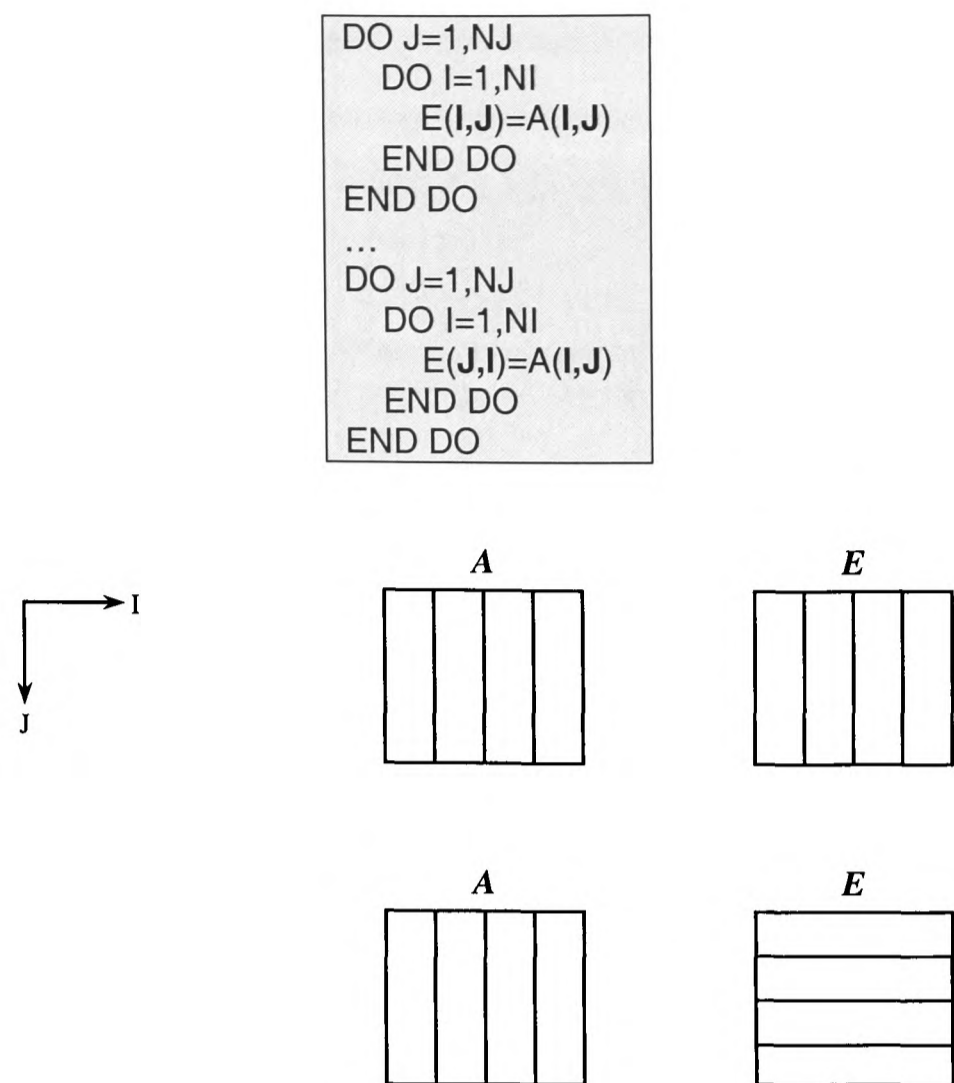 DO J=1,NJ
DO I=1,NI
E(I,J)=A(I,J)
END DO
END DO
...
DO J=1,NJ
DO I=1,NI
E(J,I)=A(I,J)
END DO
END DO
A E
I
J
A E